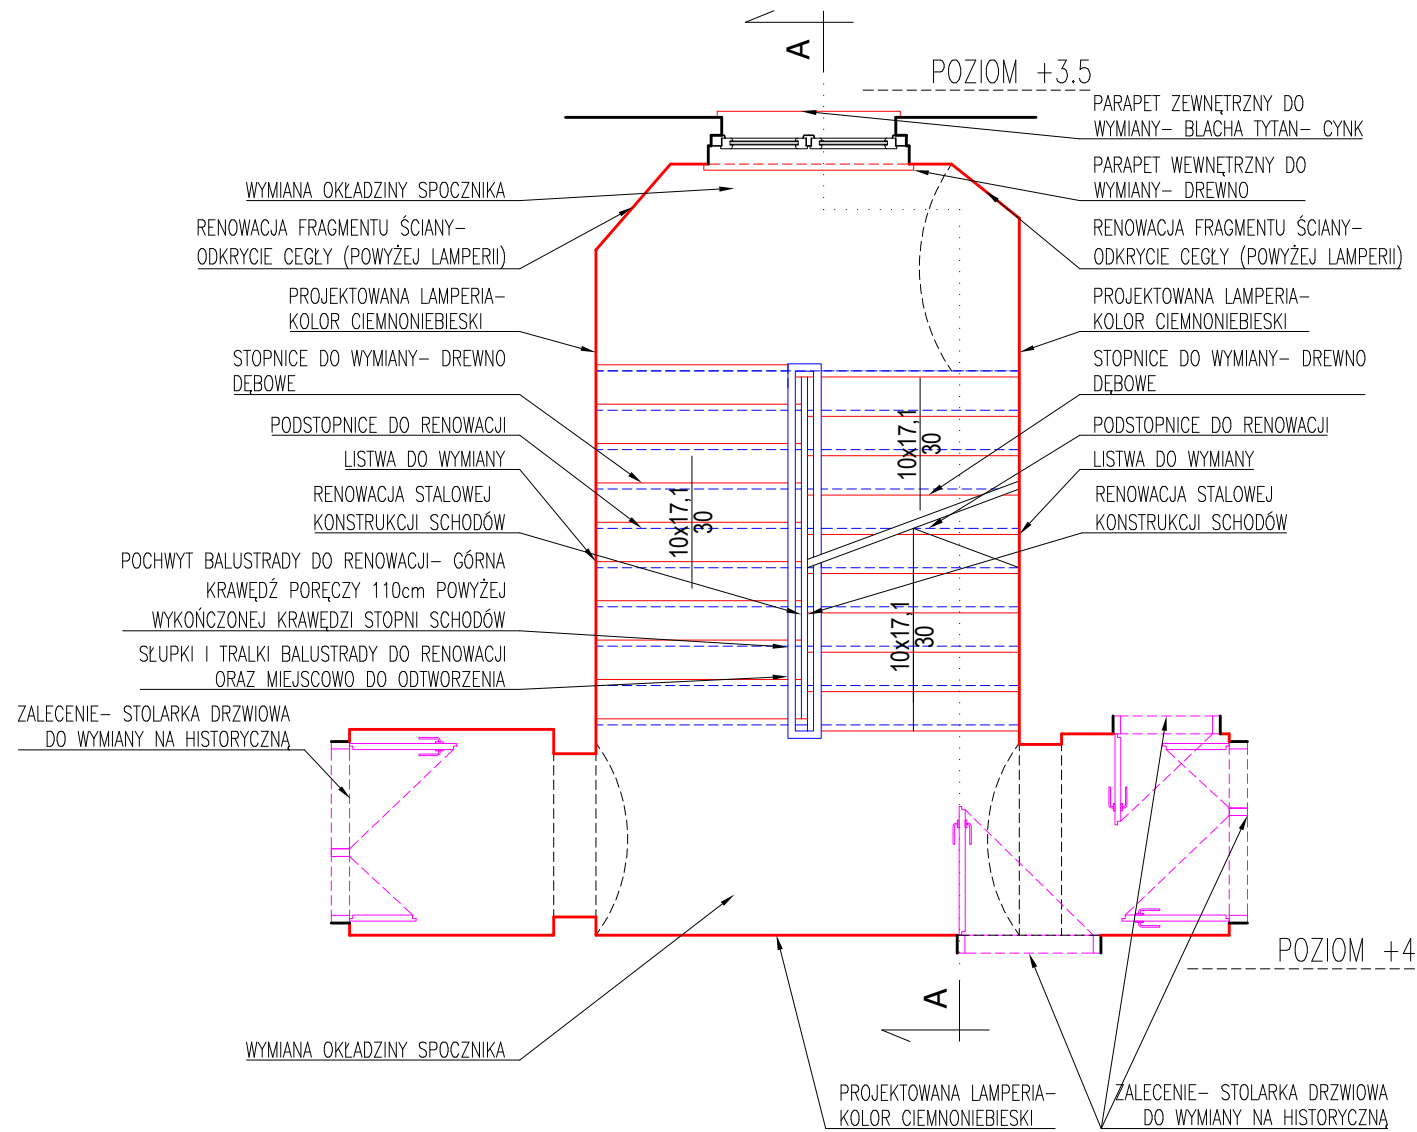 A
POZIOM +3.5
PARAPET ZEWNĘTRZNY DO
WYMIANY- BLACHA TYTAN- CYNK
PARAPET WEWNĘTRZNY DO
WYMIANY- DREWNO
WYMIANA OKŁADZINY SPOCZNIKA
RENOWACJA FRAGMENTU ŚCIANY-
ODKRYCIE CEGŁY (POWYŻEJ LAMPERII)
RENOWACJA FRAGMENTU ŚCIANY-
ODKRYCIE CEGŁY (POWYŻEJ LAMPERII)
PROJEKTOWANA LAMPERIA-
KOLOR CIEMNONIEBIESKI
PROJEKTOWANA LAMPERIA-
KOLOR CIEMNONIEBIESKI
STOPNICE DO WYMIANY- DREWNO
DĘBOWE
STOPNICE DO WYMIANY- DREWNO
DĘBOWE
PODSTOPNICE DO RENOWACJI
PODSTOPNICE DO RENOWACJI
LISTWA DO WYMIANY
LISTWA DO WYMIANY
RENOWACJA STALOWEJ
KONSTRUKCJI SCHODÓW
RENOWACJA STALOWEJ
KONSTRUKCJI SCHODÓW
10x17,1
30
10x17,1
30
10x17,1
30
POCHWYT BALUSTRADY DO RENOWACJI- GÓRNA
KRAWĘDŹ PORĘCZY 110cm POWYŻEJ
WYKOŃCZONEJ KRAWĘDZI STOPNI SCHODÓW
SŁUPKI I TRALKI BALUSTRADY DO RENOWACJI
ORAZ MIEJSCOWO DO ODTWORZENIA
ZALECENIE- STOLARKA DRZWIOWA
DO WYMIANY NA HISTORYCZNĄ
POZIOM +4
A
WYMIANA OKŁADZINY SPOCZNIKA
PROJEKTOWANA LAMPERIA-
KOLOR CIEMNONIEBIESKI
ZALECENIE- STOLARKA DRZWIOWA
DO WYMIANY NA HISTORYCZNĄ